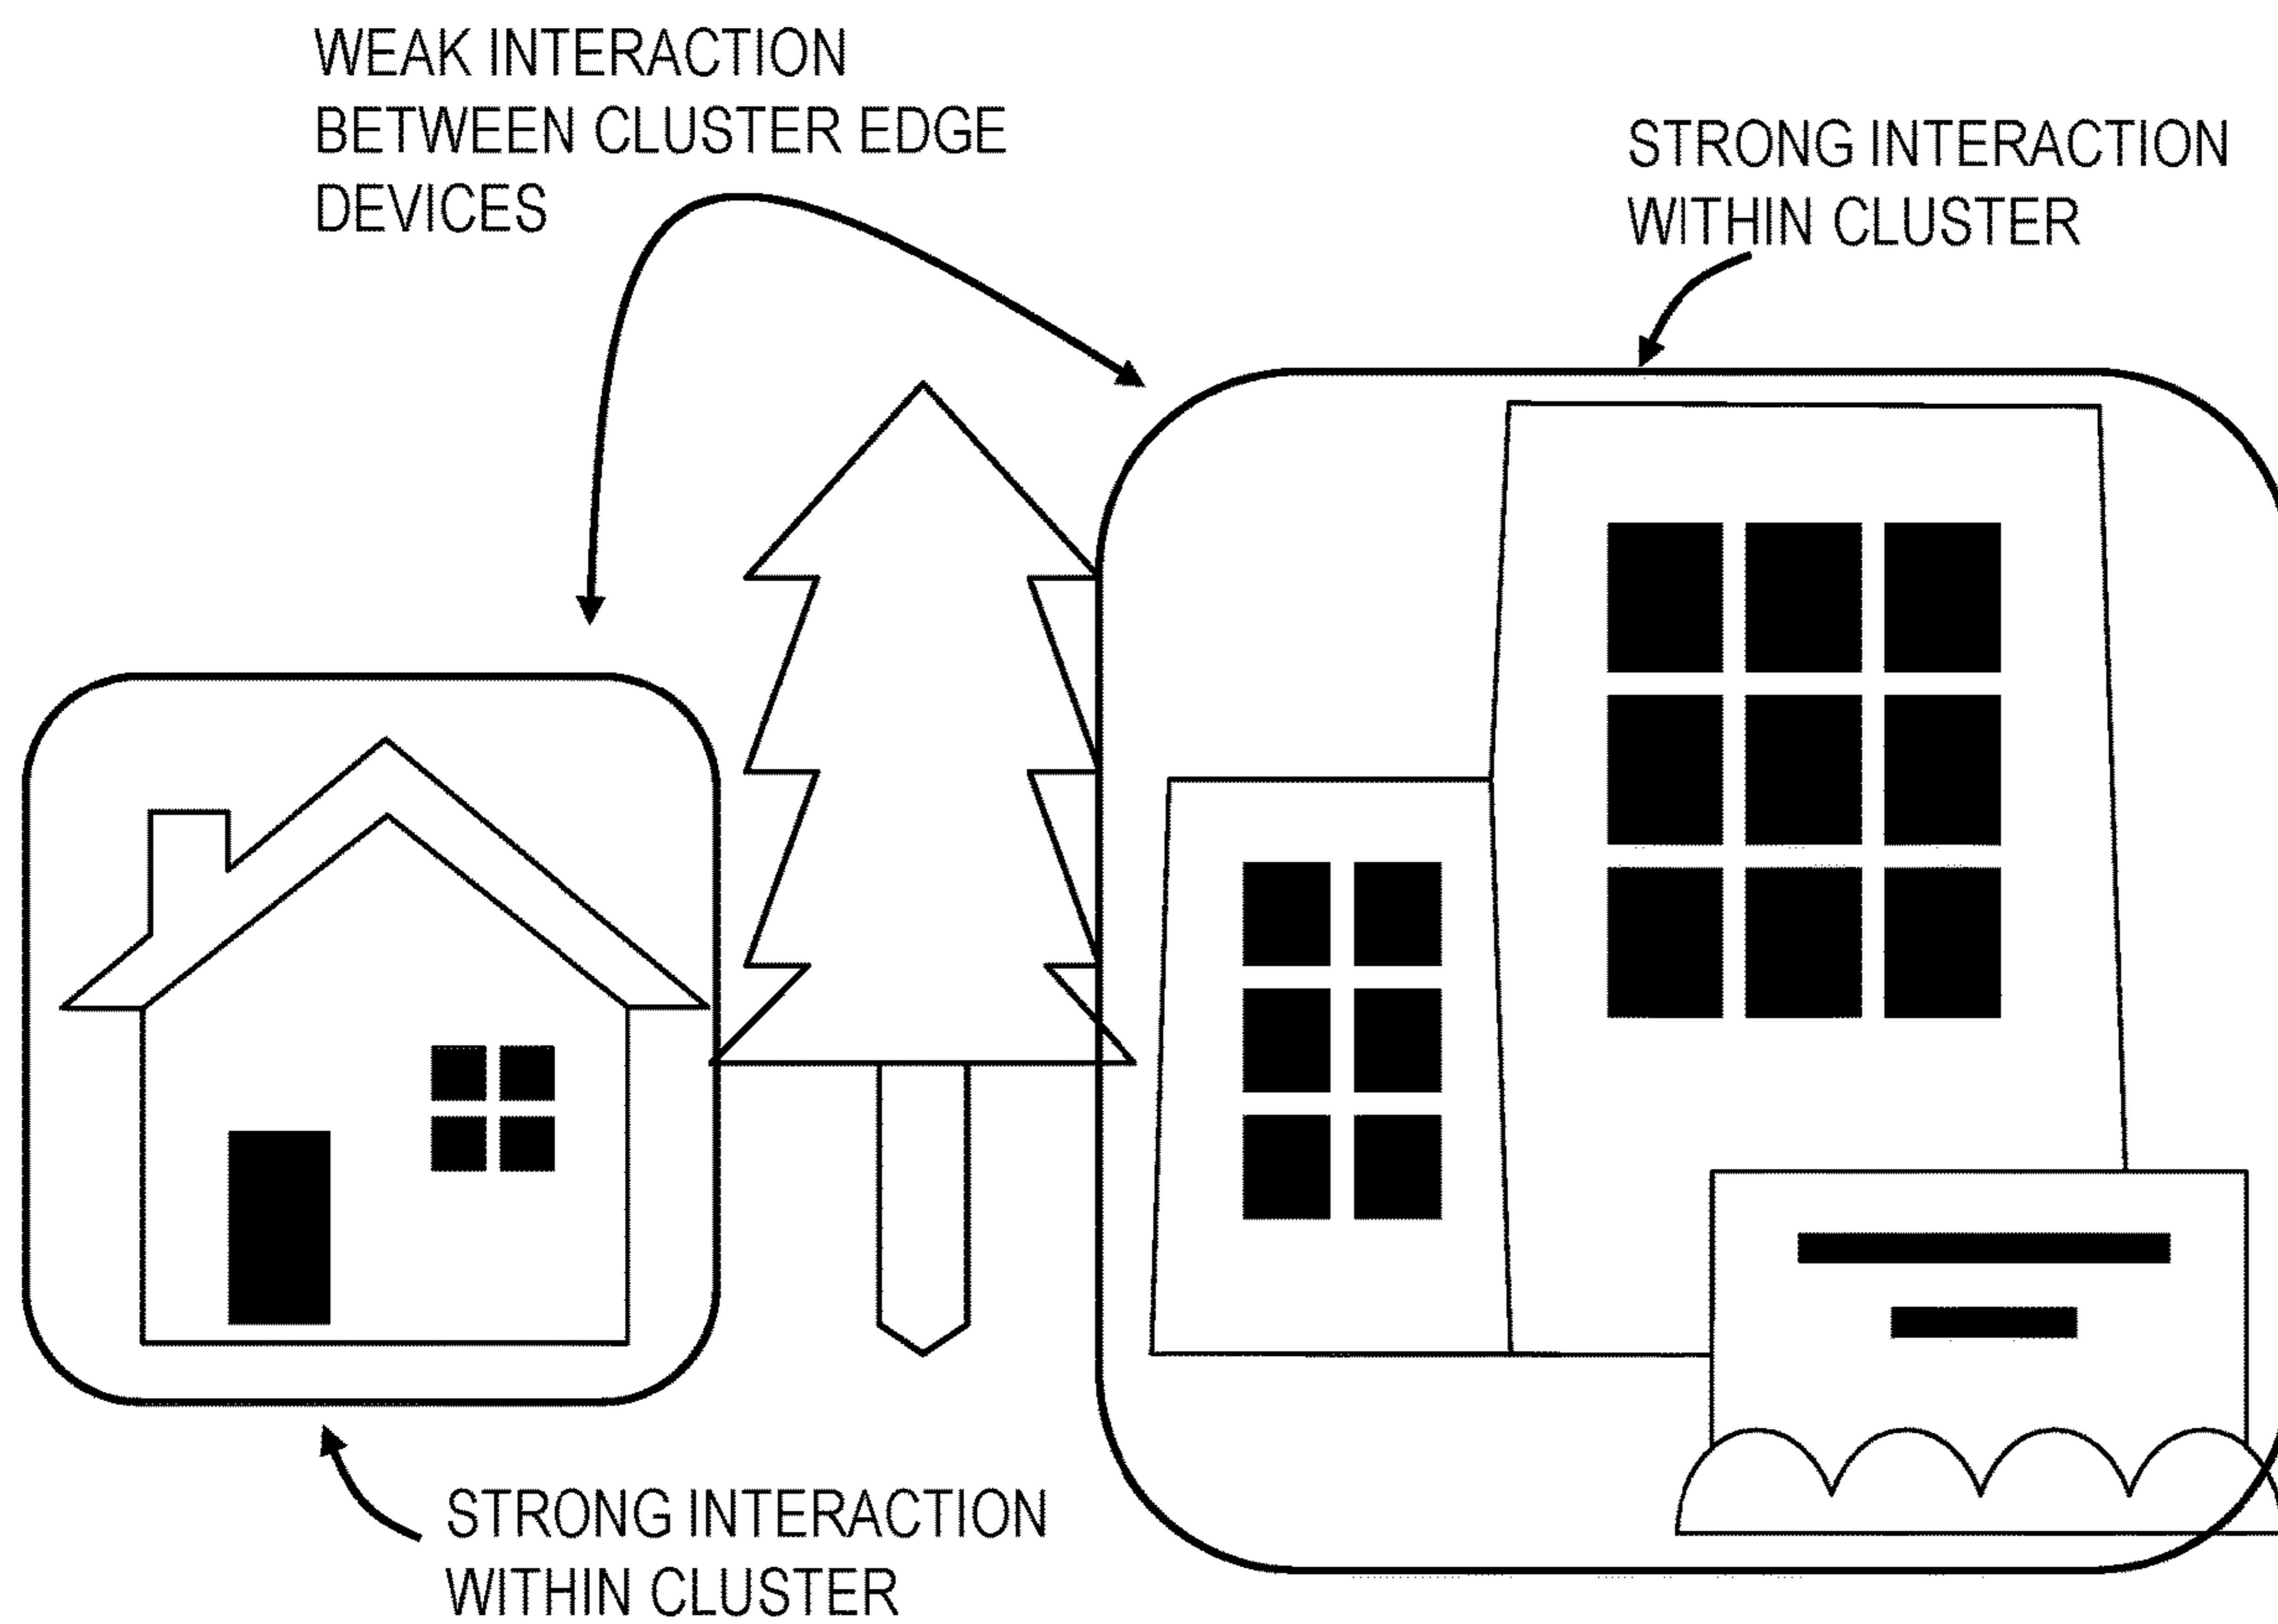 WEAK INTERACTION
BETWEEN CLUSTER EDGE
DEVICES
STRONG INTERACTION
WITHIN CLUSTER
STRONG INTERACTION
WITHIN CLUSTER